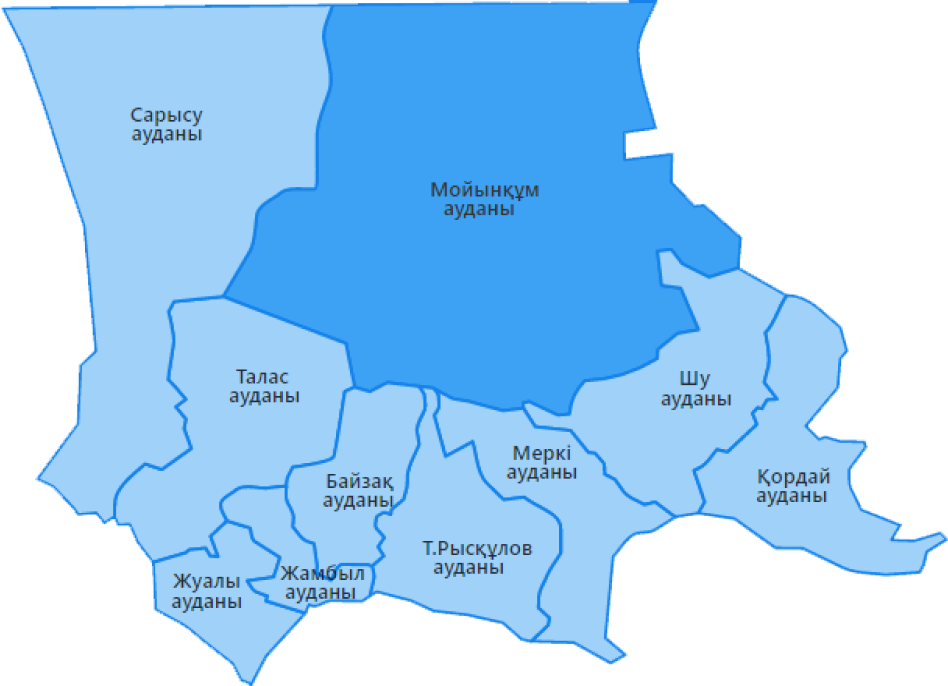 Сарысу
ауданы
Мойынқұм
ауданы
Талас
ауданы
Шу
ауданы
Меркі
ауданы
Байзақ
ауданы
Қордай
ауданы
Т.Рысқұлов
ауданы
Жуалы
ауданы
Жамбыл
ауданы